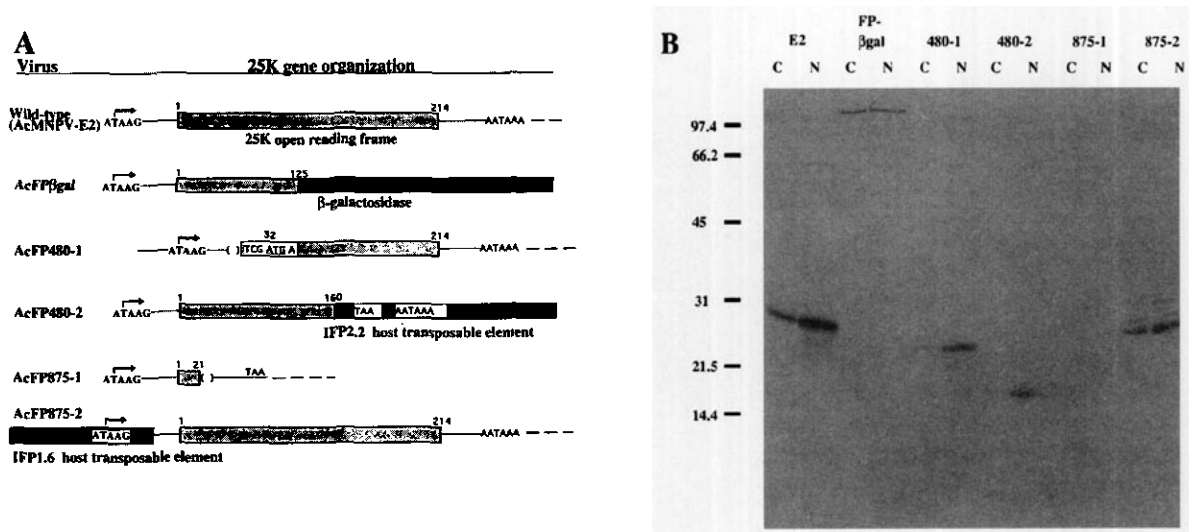 A
Virus 25K gene organization
1 214
Wild-type
(AcMNPV-E2) ATAAG AATAAA
25K open reading frame
1 125
AcFPβgal ATAAG
β-galactosidase
32 214
AcFP480-1 ATAAG ( ) TCG ATG A AATAAA
1 160
AcFP480-2 ATAAG TAA AATAAA
IFP2.2 host transposable element
1 21
AcFP875-1 ATAAG ( ) TAA
AcFP875-2
1 214
ATAAG AATAAA
IFP1.6 host transposable element
B
FP-
E2 βgal 480-1 480-2 875-1 875-2
C N C N C N C N C N C N
97.4
66.2
45
31
21.5
14.4